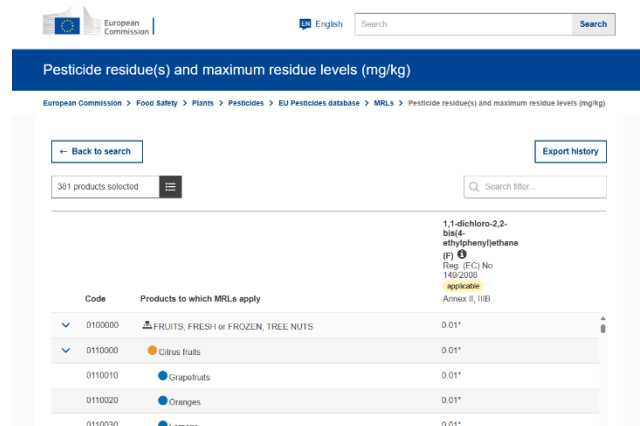 European
Commission
EN English
Search
Search
Pesticide residue(s) and maximum residue levels (mg/kg)
European Commission > Food Safety > Plants > Pesticides > EU Pesticides database > MRLs > Pesticide residue(s) and maximum residue levels (mg/kg)
← Back to search
Export history
381 products selected
Search filter...
1,1-dichloro-2,2-
bis(4-
ethylphenyl)ethane
(F)
Reg. (EC) No
149/2008
applicable
Code Products to which MRLs apply Annex II, IIIB
0100000 FRUITS, FRESH or FROZEN, TREE NUTS 0.01*
0110000 Citrus fruits 0.01*
0110010 Grapefruits 0.01*
0110020 Oranges 0.01*
0110030 Lemons 0.01*